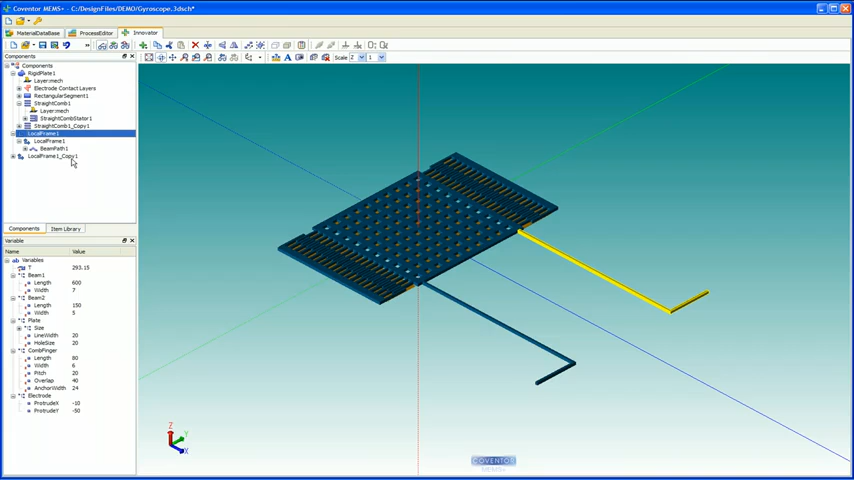 Coventor MEMS+ - C:/DesignFiles/DEMO/Gyroscope.3dsch*
MaterialDataBase
ProcessEditor
Innovator
Components
Scale Z 1
Components
RigidPlate1
Layer:mech
Electrode Contact Layers
RectangularSegment1
StraightComb1
Layer:mech
StraightCombStator1
StraightComb1_Copy1
LocalFrame1
LocalFrame1
BeamPath1
LocalFrame1_Copy1
Components
Item Library
Variable
Name Value
Variables
T 293.15
Beam1
Length 600
Width 7
Beam2
Length 150
Width 5
Plate
Size
LineWidth 20
HoleSize 20
CombFinger
Length 80
Width 6
Pitch 20
Overlap 40
AnchorWidth 24
Electrode
ProtrudeX -10
ProtrudeY -50
Z
Y
X
COVENTOR
MEMS+